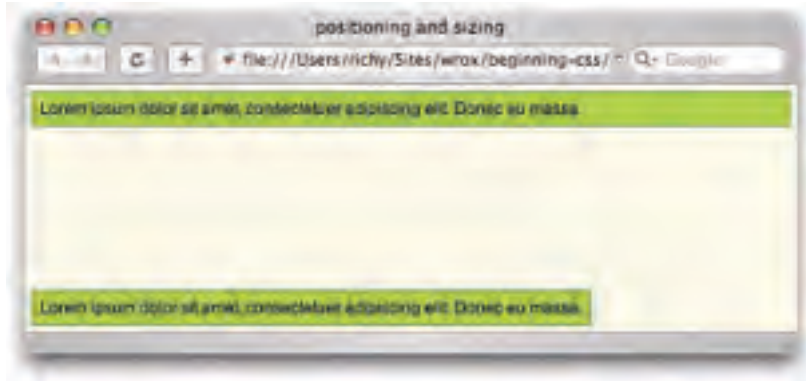 positioning and sizing
file:///Users/richy/Sites/wrox/beginning-css/
Google
Lorem ipsum dolor sit amet, consectetuer adipiscing elit. Donec eu massa.
Lorem ipsum dolor sit amet, consectetuer adipiscing elit. Donec eu massa.